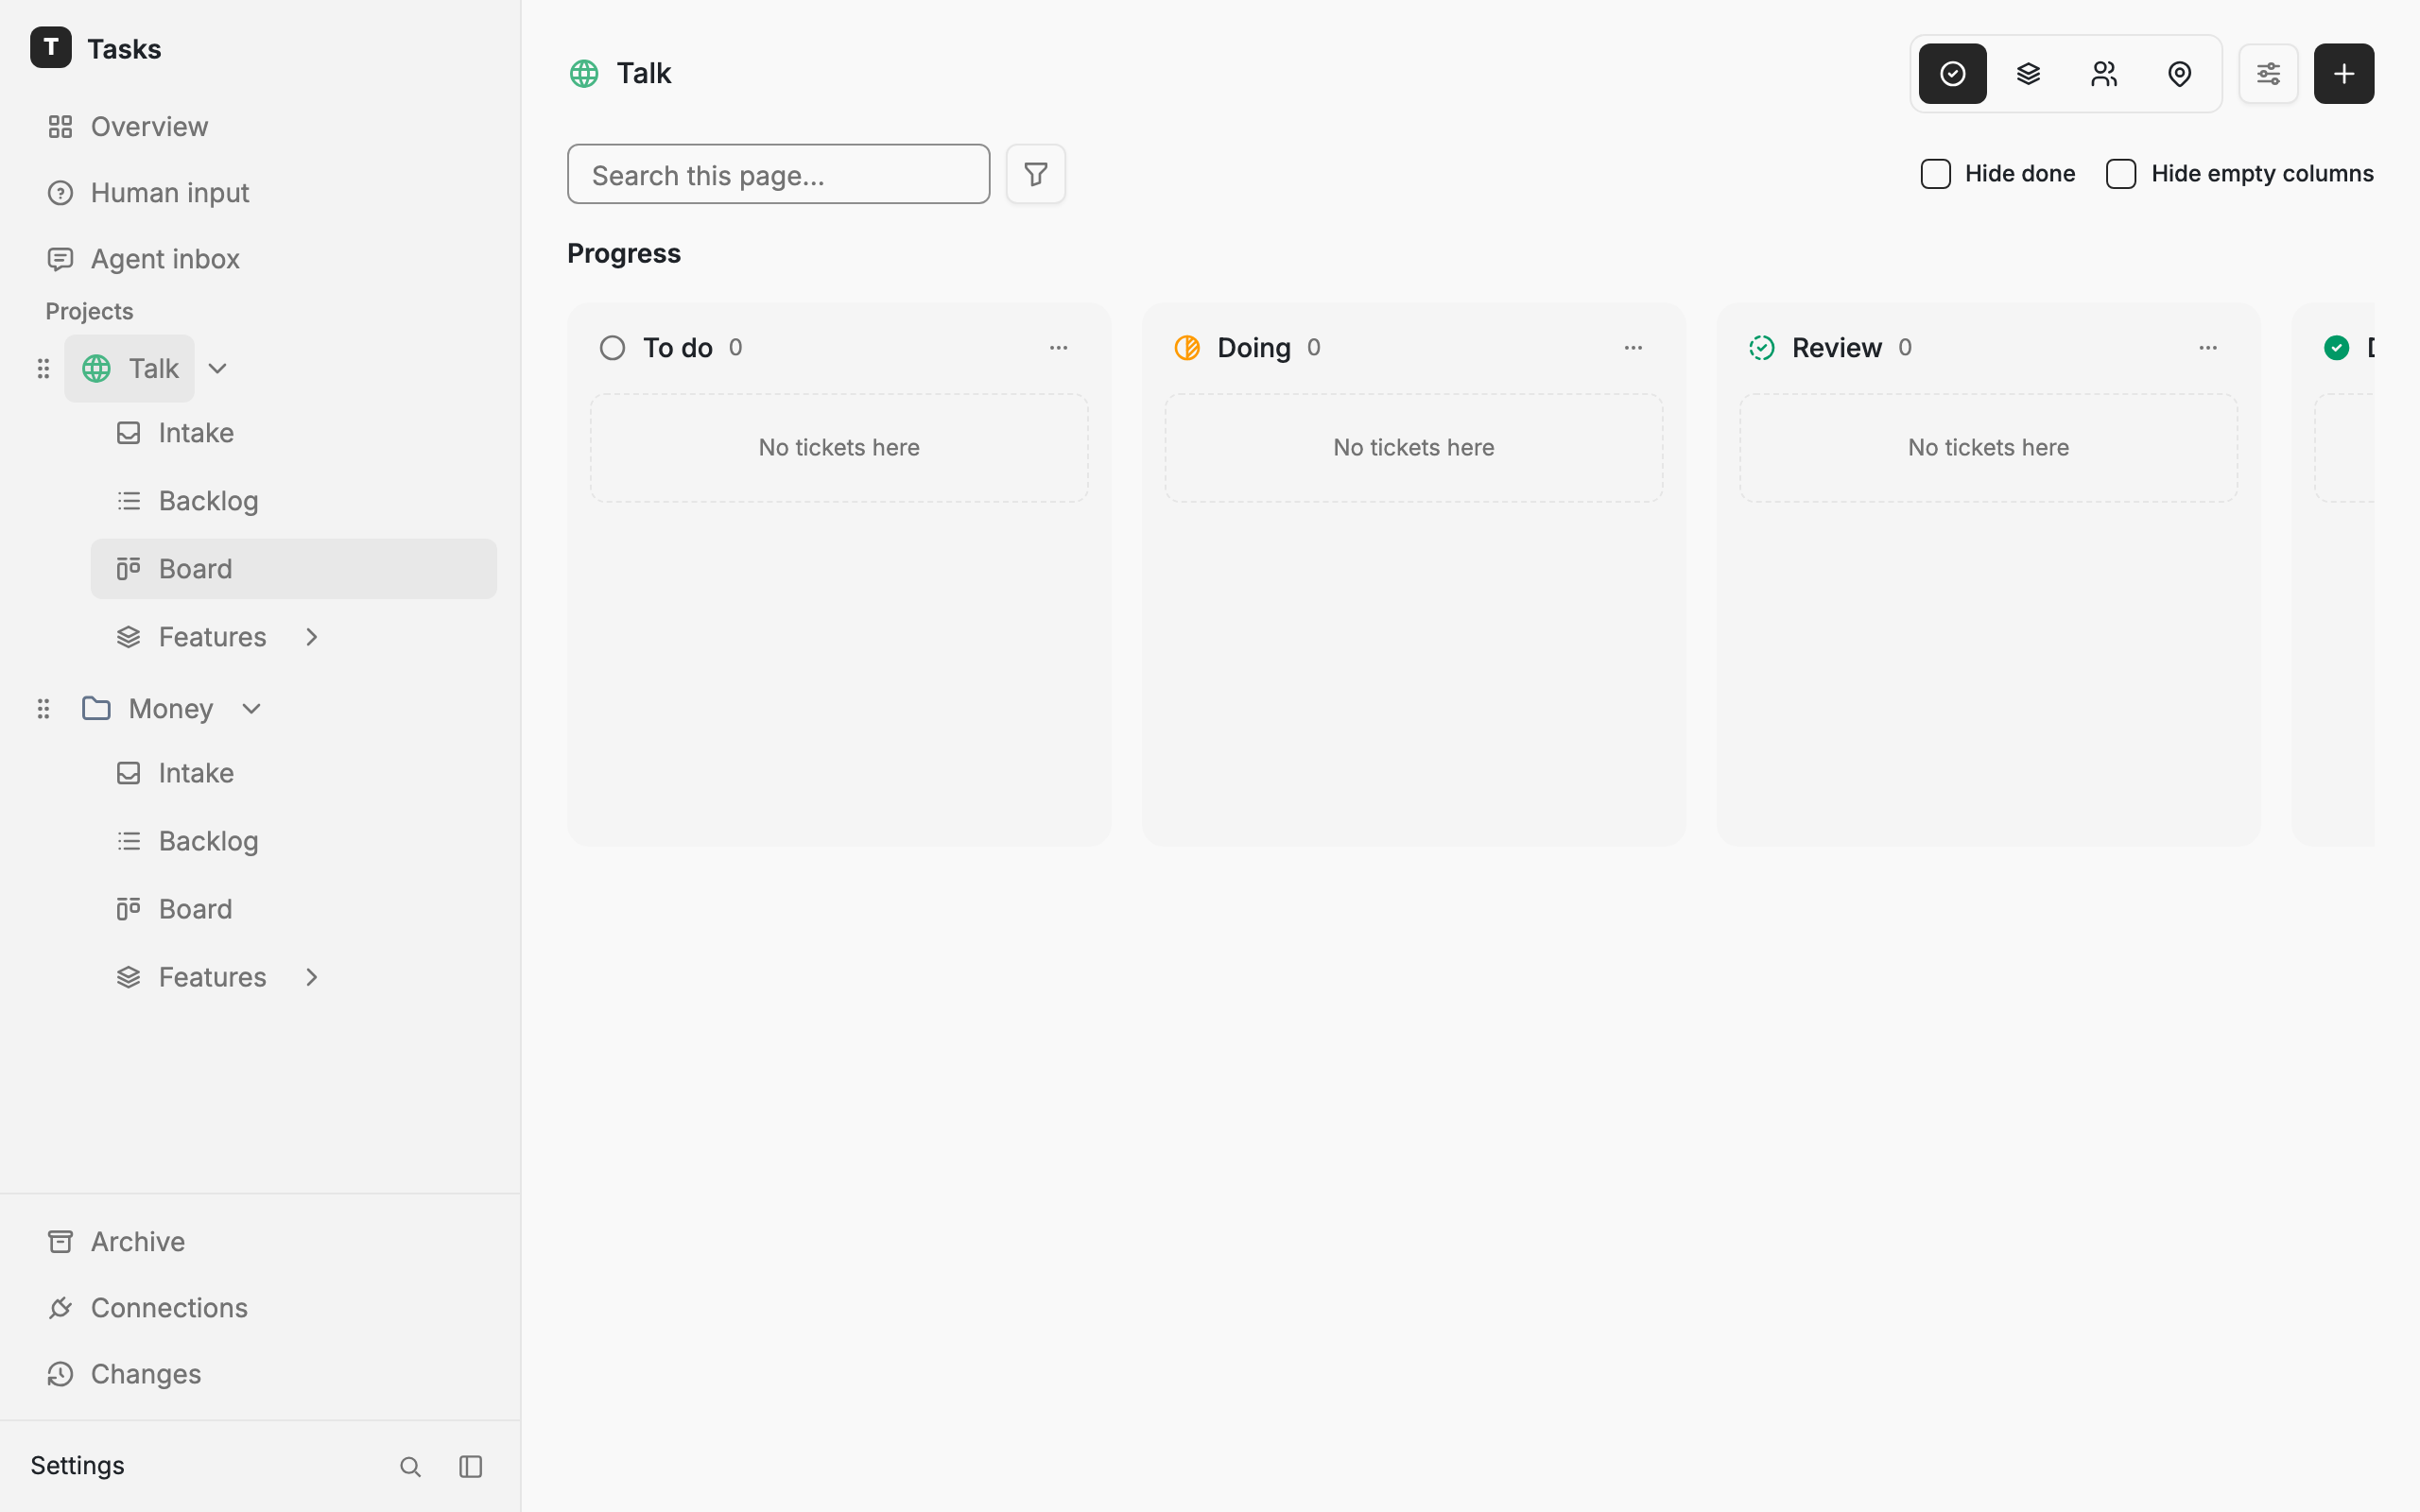 T Tasks
Overview
Human input
Agent inbox
Projects
Talk
Intake
Backlog
Board
Features
Money
Intake
Backlog
Board
Features
Archive
Connections
Changes
Settings
Talk
Search this page...
Hide done
Hide empty columns
Progress
To do 0
No tickets here
Doing 0
No tickets here
Review 0
No tickets here